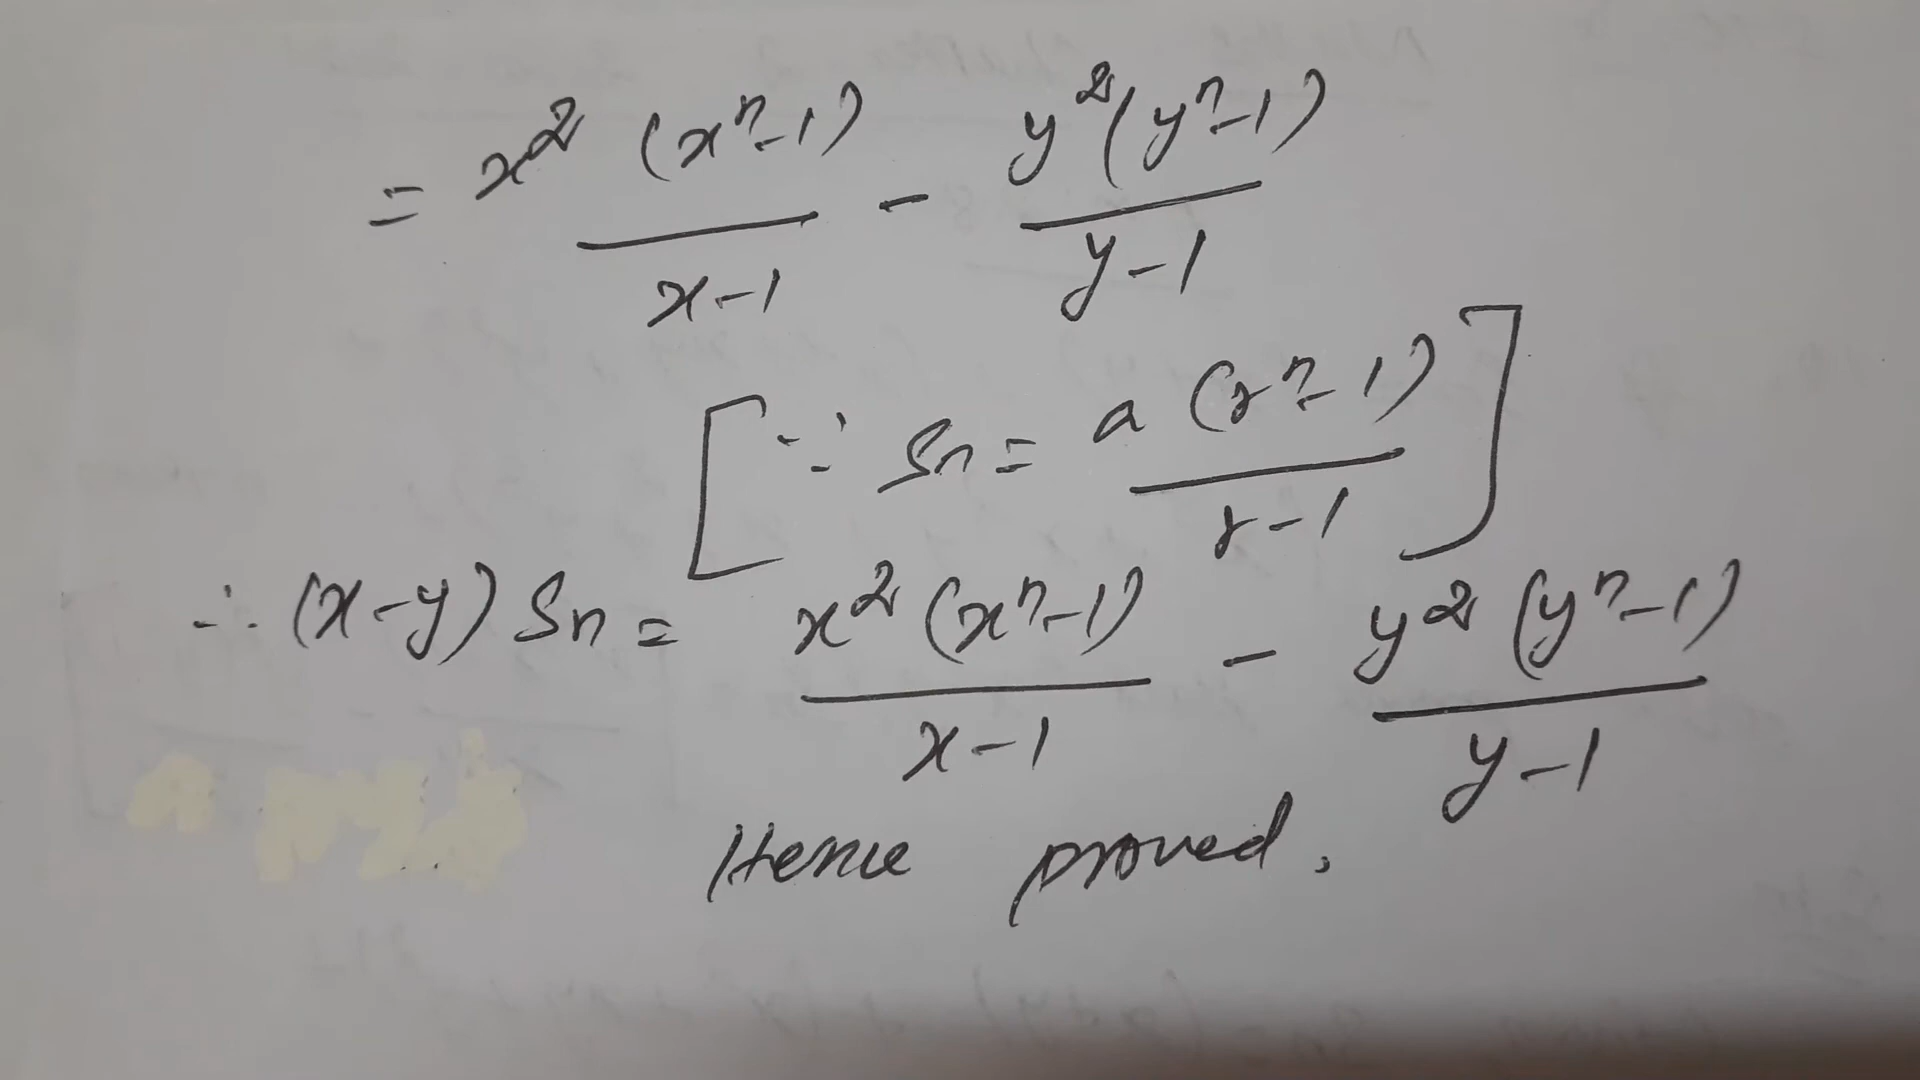 = x² (xⁿ-1) / x-1 - y² (yⁿ-1) / y-1
[∵ Sn = a (rⁿ-1) / r-1]
∴ (x-y) Sn = x² (xⁿ-1) / x-1 - y² (yⁿ-1) / y-1
Hence proved.